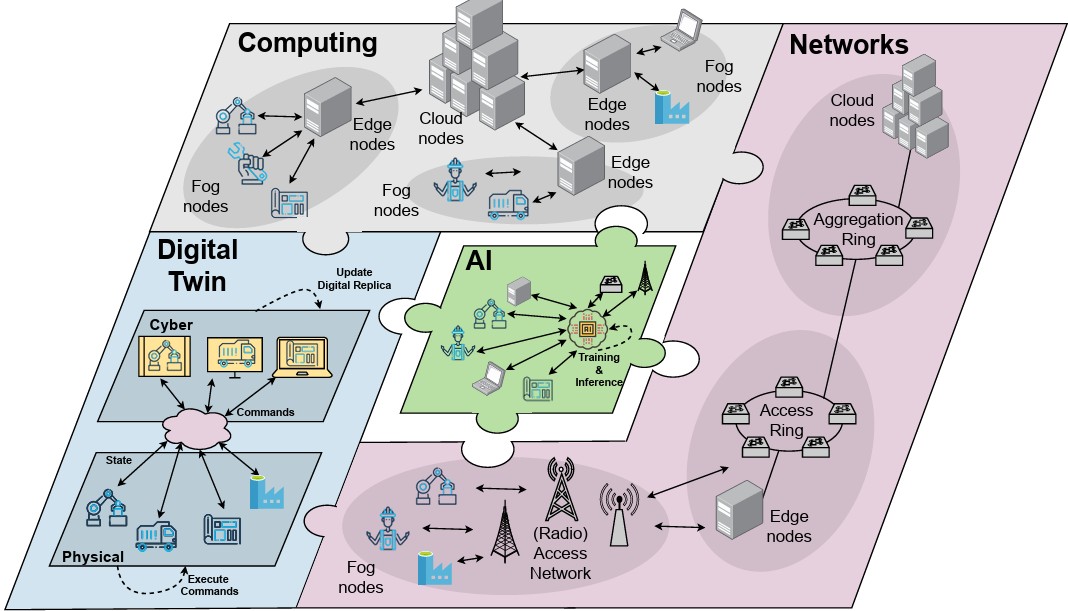 Computing
Edge
nodes
Fog
nodes
Cloud
nodes
Fog
nodes
Edge
nodes
Edge
nodes
Fog
nodes
Networks
Cloud
nodes
Aggregation
Ring
Access
Ring
Edge
nodes
(Radio)
Access
Network
Fog
nodes
Digital
Twin
Update
Digital Replica
Cyber
Commands
State
Physical
Execute
Commands
AI
Training
&
Inference